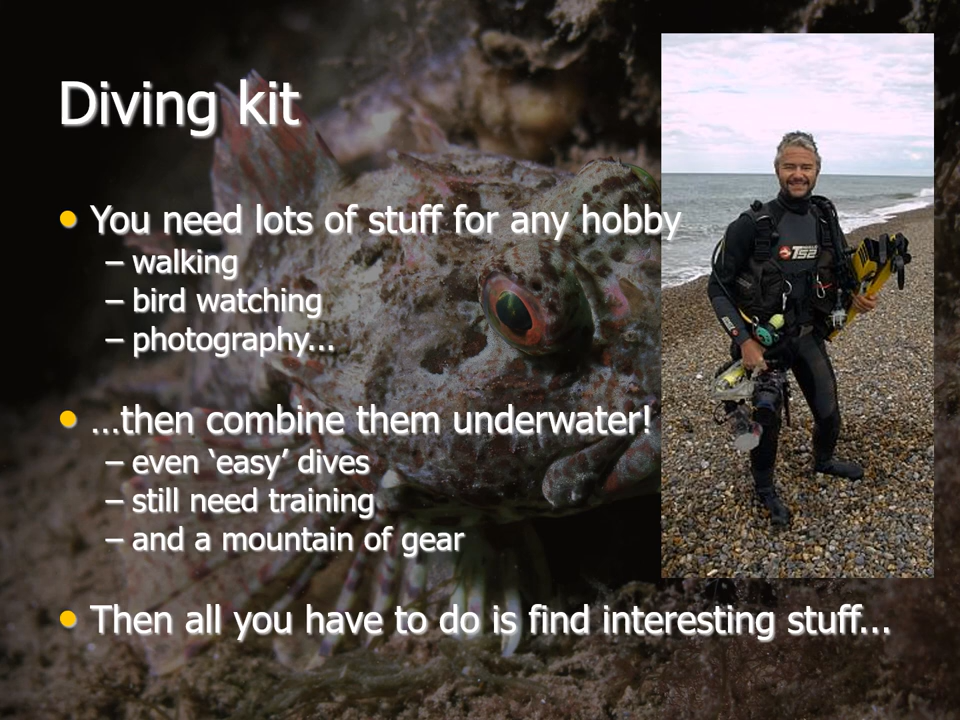 Diving kit
• You need lots of stuff for any hobby
– walking
– bird watching
– photography...
• …then combine them underwater!
– even ‘easy’ dives
– still need training
– and a mountain of gear
• Then all you have to do is find interesting stuff...